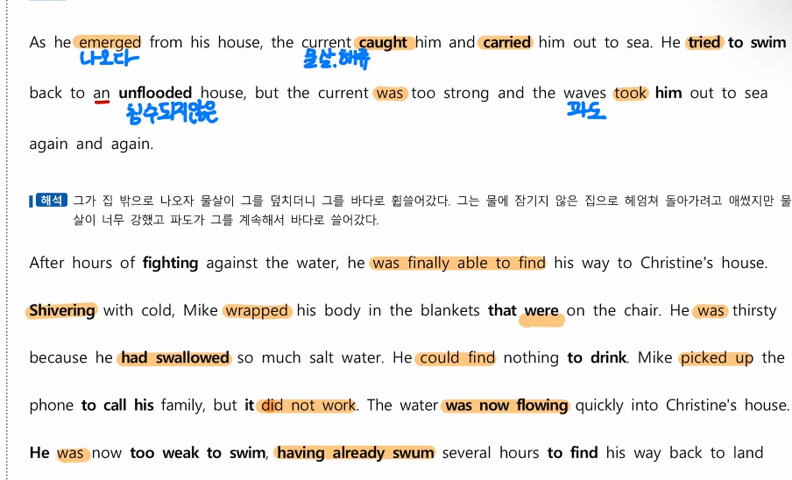 As he emerged from his house, the current caught him and carried him out to sea. He tried to swim
나오다 물살. 해류
back to an unflooded house, but the current was too strong and the waves took him out to sea
침수되지않은 파도
again and again.
해석 그가 집 밖으로 나오자 물살이 그를 덮치더니 그를 바다로 휩쓸어갔다. 그는 물에 잠기지 않은 집으로 헤엄쳐 돌아가려고 애썼지만 물
살이 너무 강했고 파도가 그를 계속해서 바다로 쓸어갔다.
After hours of fighting against the water, he was finally able to find his way to Christine's house.
Shivering with cold, Mike wrapped his body in the blankets that were on the chair. He was thirsty
because he had swallowed so much salt water. He could find nothing to drink. Mike picked up the
phone to call his family, but it did not work. The water was now flowing quickly into Christine's house.
He was now too weak to swim, having already swum several hours to find his way back to land